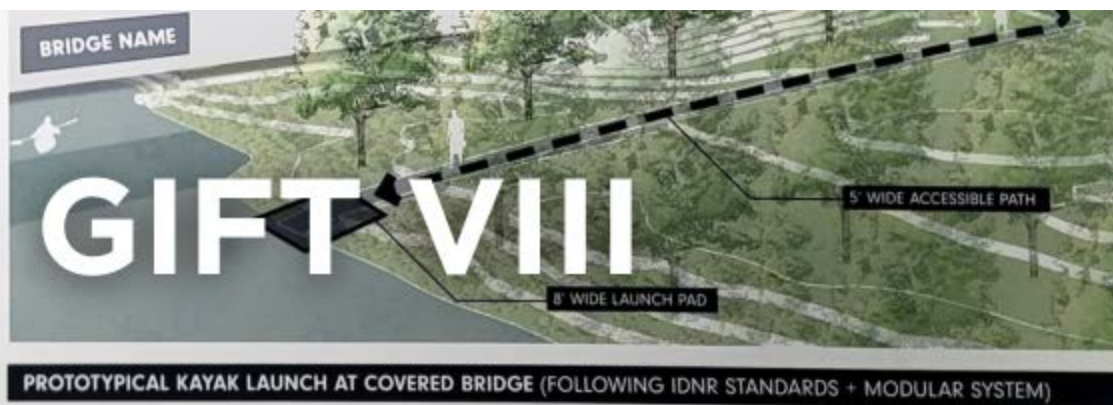 BRIDGE NAME
GIFT VIII
5' WIDE ACCESSIBLE PATH
8' WIDE LAUNCH PAD
PROTOTYPICAL KAYAK LAUNCH AT COVERED BRIDGE (FOLLOWING IDNR STANDARDS + MODULAR SYSTEM)